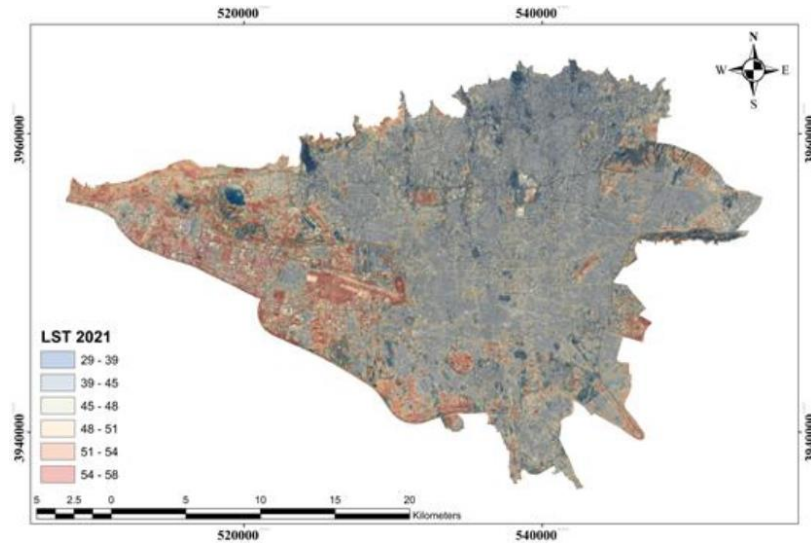 520000 540000
N
W E
S
3960000 3960000
LST 2021
29 - 39
39 - 45
45 - 48
48 - 51
51 - 54
54 - 58
3940000 3940000
5 2.5 0 5 10 15 20
Kilometers
520000 540000